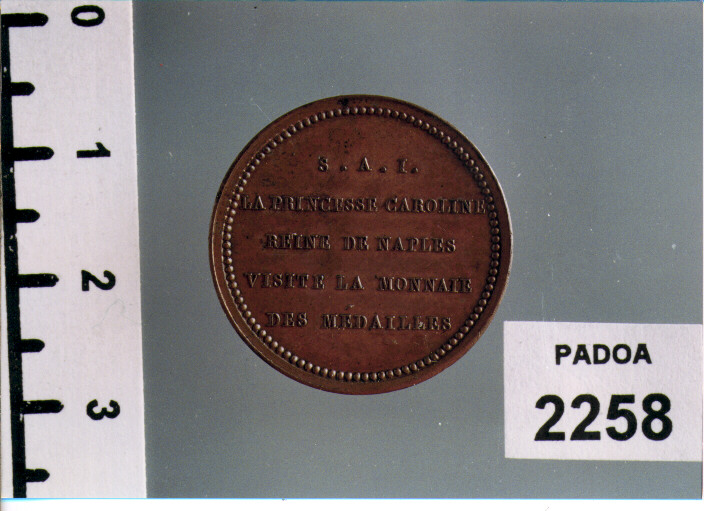 0
1
2
3
S.A.I.
LA PRINCESSE CAROLINE
REINE DE NAPLES
VISITE LA MONNAIE
DES MEDAILLES
PADOA
2258